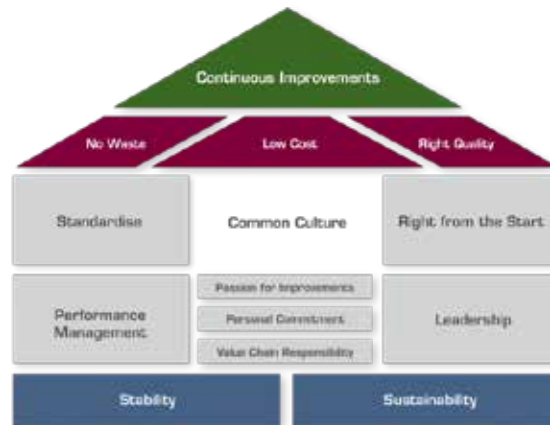 Continuous Improvements
No Waste
Low Cost
Right Quality
Standardise
Common Culture
Right from the Start
Passion for Improvements
Personal Commitment
Value Chain Responsibility
Performance
Management
Leadership
Stability
Sustainability